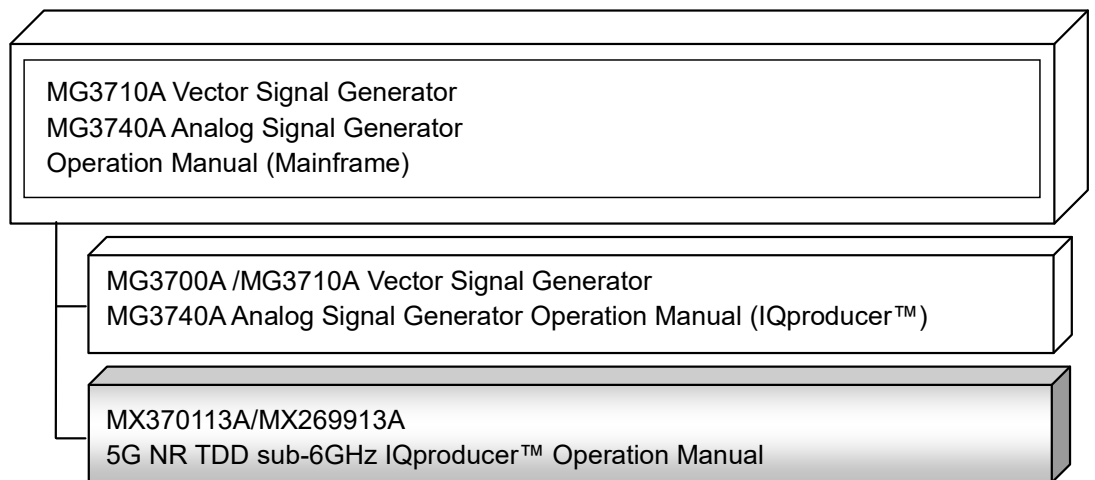 MG3710A Vector Signal Generator
MG3740A Analog Signal Generator
Operation Manual (Mainframe)
MG3700A /MG3710A Vector Signal Generator
MG3740A Analog Signal Generator Operation Manual (IQproducer™)
MX370113A/MX269913A
5G NR TDD sub-6GHz IQproducer™ Operation Manual